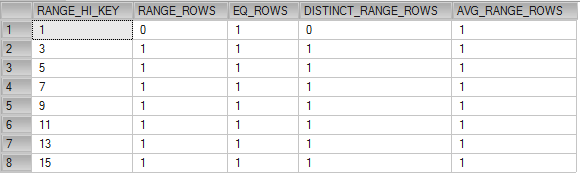 RANGE_HI_KEY RANGE_ROWS EQ_ROWS DISTINCT_RANGE_ROWS AVG_RANGE_ROWS
1 1 0 1 0 1
2 3 1 1 1 1
3 5 1 1 1 1
4 7 1 1 1 1
5 9 1 1 1 1
6 11 1 1 1 1
7 13 1 1 1 1
8 15 1 1 1 1